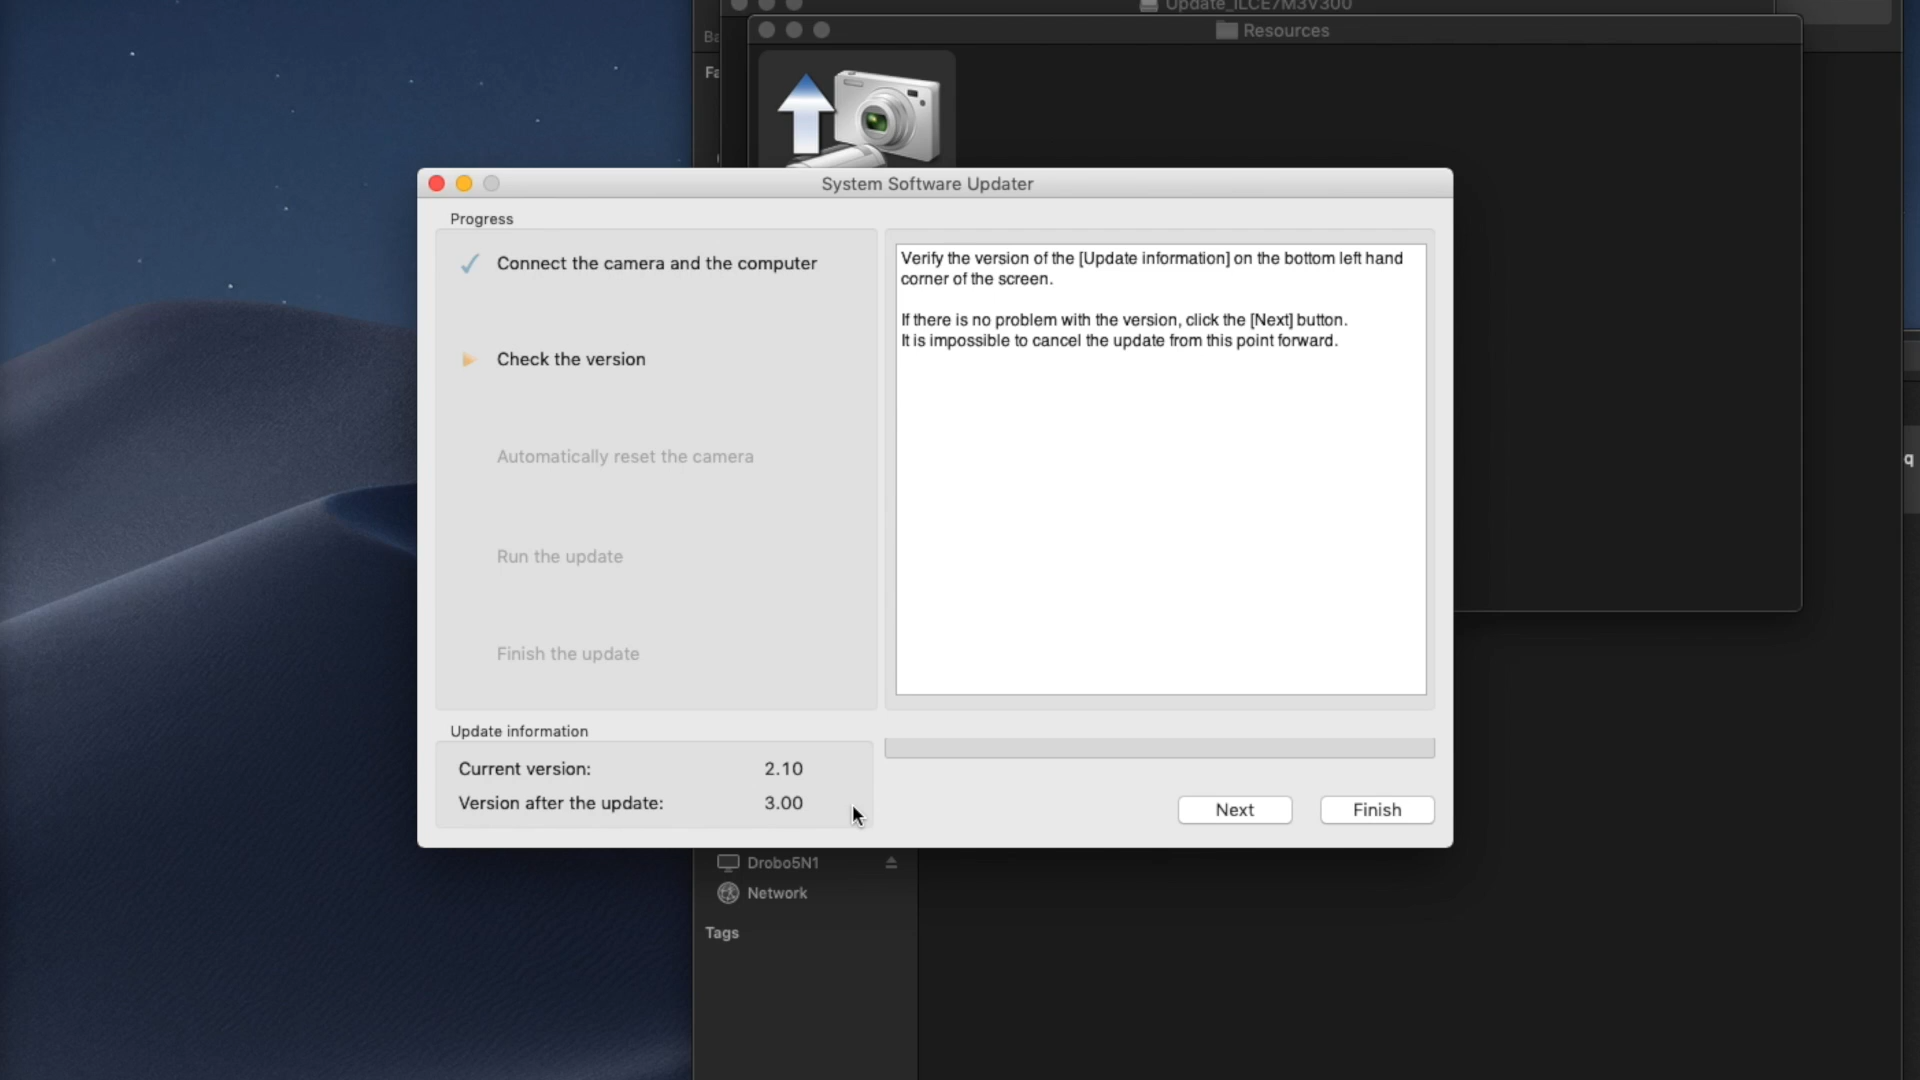 Update_ILCE7M3V300
Resources
System Software Updater
Progress
Connect the camera and the computer
Check the version
Automatically reset the camera
Run the update
Finish the update
Verify the version of the [Update information] on the bottom left hand
corner of the screen.
If there is no problem with the version, click the [Next] button.
It is impossible to cancel the update from this point forward.
Update information
Current version: 2.10
Version after the update: 3.00
Next
Finish
Drobo5N1
Network
Tags